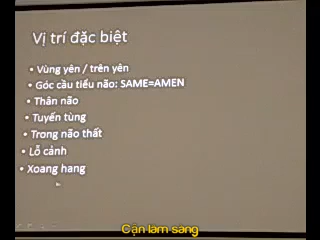 Vị trí đặc biệt
• Vùng yên / trên yên
• Góc cầu tiểu não: SAME=AMEN
• Thân não
• Tuyến tùng
• Trong não thất
• Lỗ cảnh
• Xoang hang
Cận lâm sàng